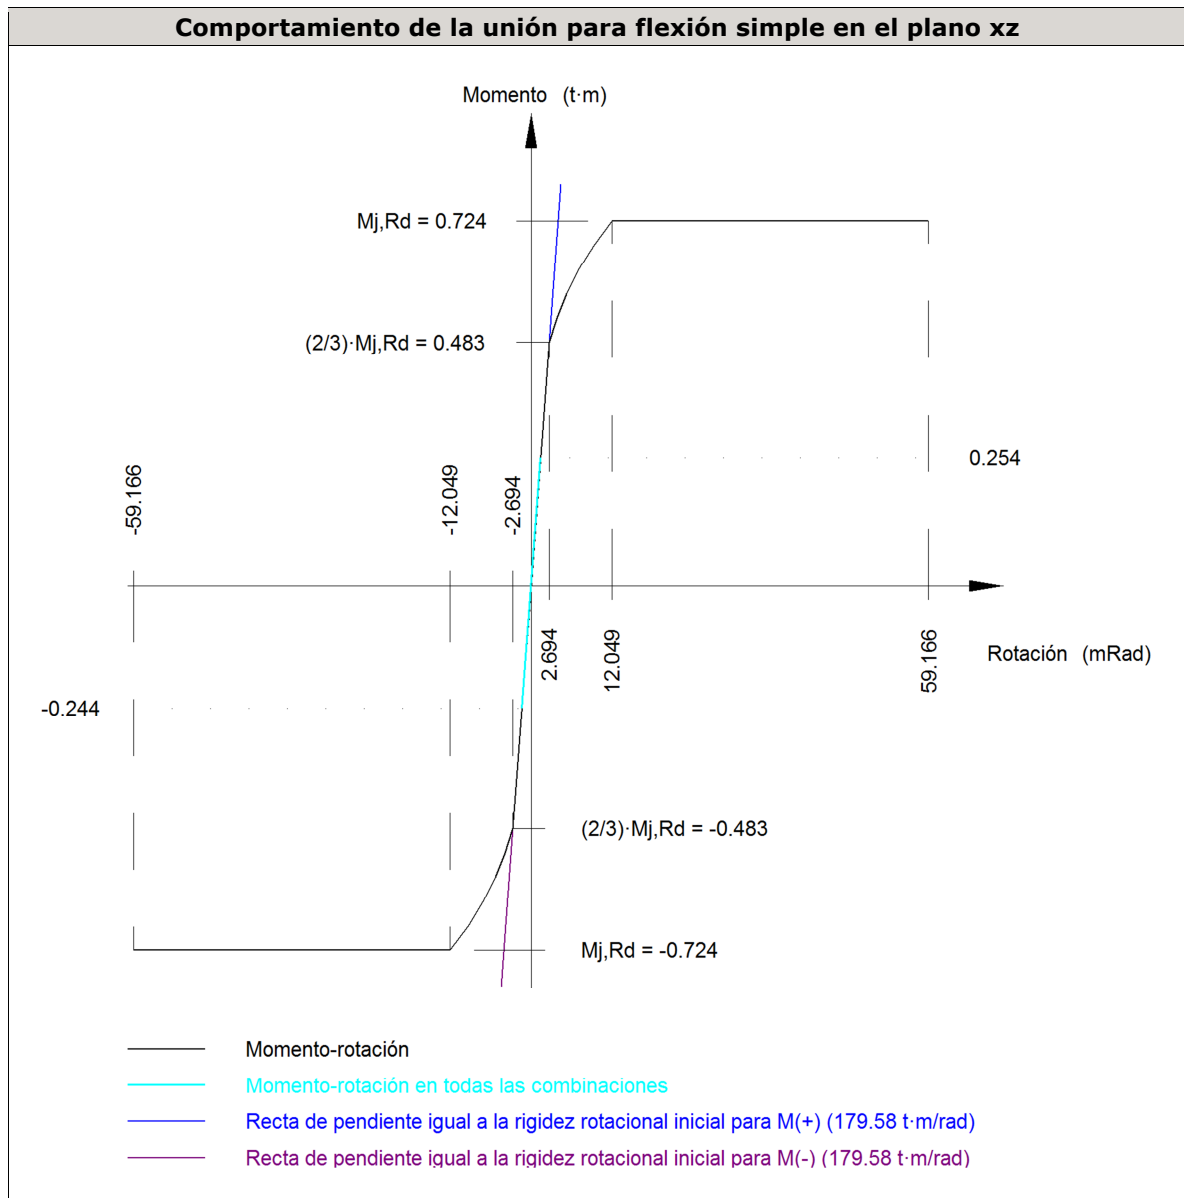 Comportamiento de la unión para flexión simple en el plano xz
Momento (t·m)
Mj,Rd = 0.724
(2/3)·Mj,Rd = 0.483
0.254
-59.166
-12.049
-2.694
2.694
12.049
59.166
Rotación (mRad)
-0.244
(2/3)·Mj,Rd = -0.483
Mj,Rd = -0.724
Momento-rotación
Momento-rotación en todas las combinaciones
Recta de pendiente igual a la rigidez rotacional inicial para M(+) (179.58 t·m/rad)
Recta de pendiente igual a la rigidez rotacional inicial para M(-) (179.58 t·m/rad)